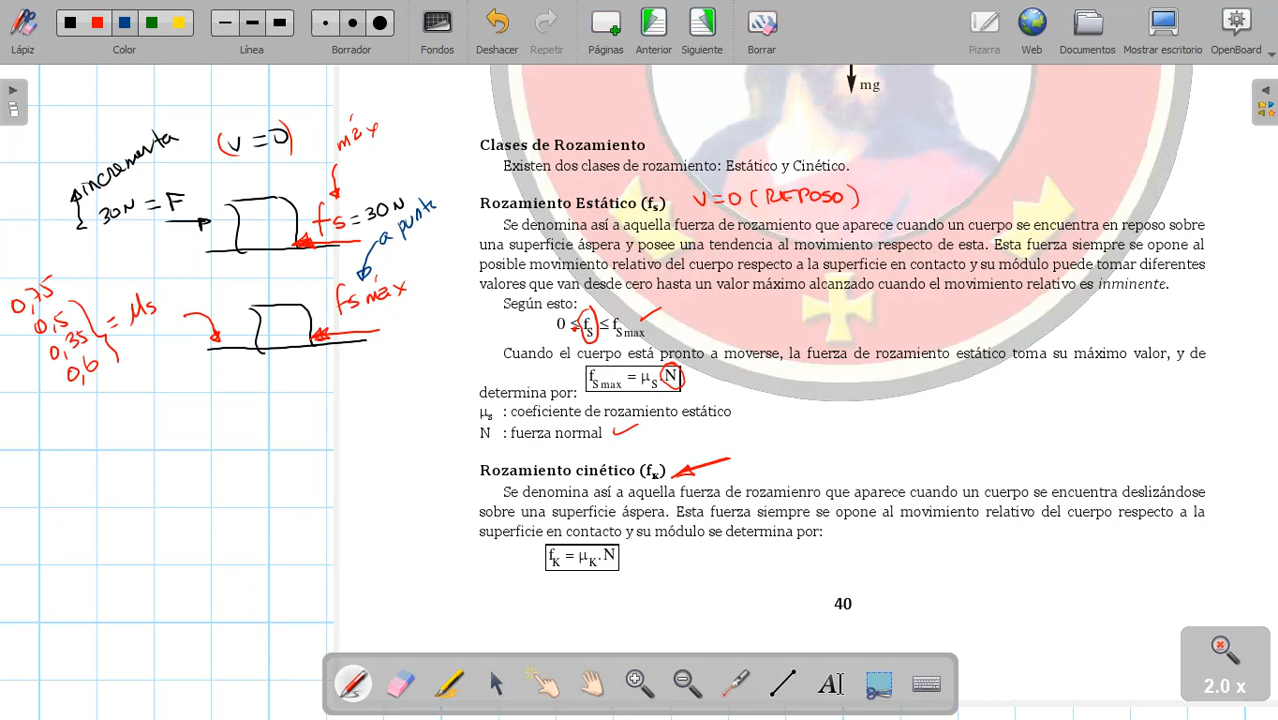 Lápiz
Color
Línea
Borrador
Fondos
Deshacer
Repetir
Páginas
Anterior
Siguiente
Borrar
Pizarra
Web
Documentos
Mostrar escritorio
OpenBoard
incrementa
(v = 0)
máx
30N = F
fs = 30N
a punto
fs máx
0,75
0,5
0,35
0,6
= μs
mg
Clases de Rozamiento
Existen dos clases de rozamiento: Estático y Cinético.
Rozamiento Estático (fs) v = 0 (REPOSO)
Se denomina así a aquella fuerza de rozamiento que aparece cuando un cuerpo se encuentra en reposo sobre
una superficie áspera y posee una tendencia al movimiento respecto de esta. Esta fuerza siempre se opone al
posible movimiento relativo del cuerpo respecto a la superficie en contacto y su módulo puede tomar diferentes
valores que van desde cero hasta un valor máximo alcanzado cuando el movimiento relativo es inminente.
Según esto:
0 ≤ fS ≤ fSmax
Cuando el cuerpo está pronto a moverse, la fuerza de rozamiento estático toma su máximo valor, y de
determina por: fSmax = μS.N
μs : coeficiente de rozamiento estático
N : fuerza normal
Rozamiento cinético (fK)
Se denomina así a aquella fuerza de rozamienro que aparece cuando un cuerpo se encuentra deslizándose
sobre una superficie áspera. Esta fuerza siempre se opone al movimiento relativo del cuerpo respecto a la
superficie en contacto y su módulo se determina por:
fK = μK.N
40
2.0 x